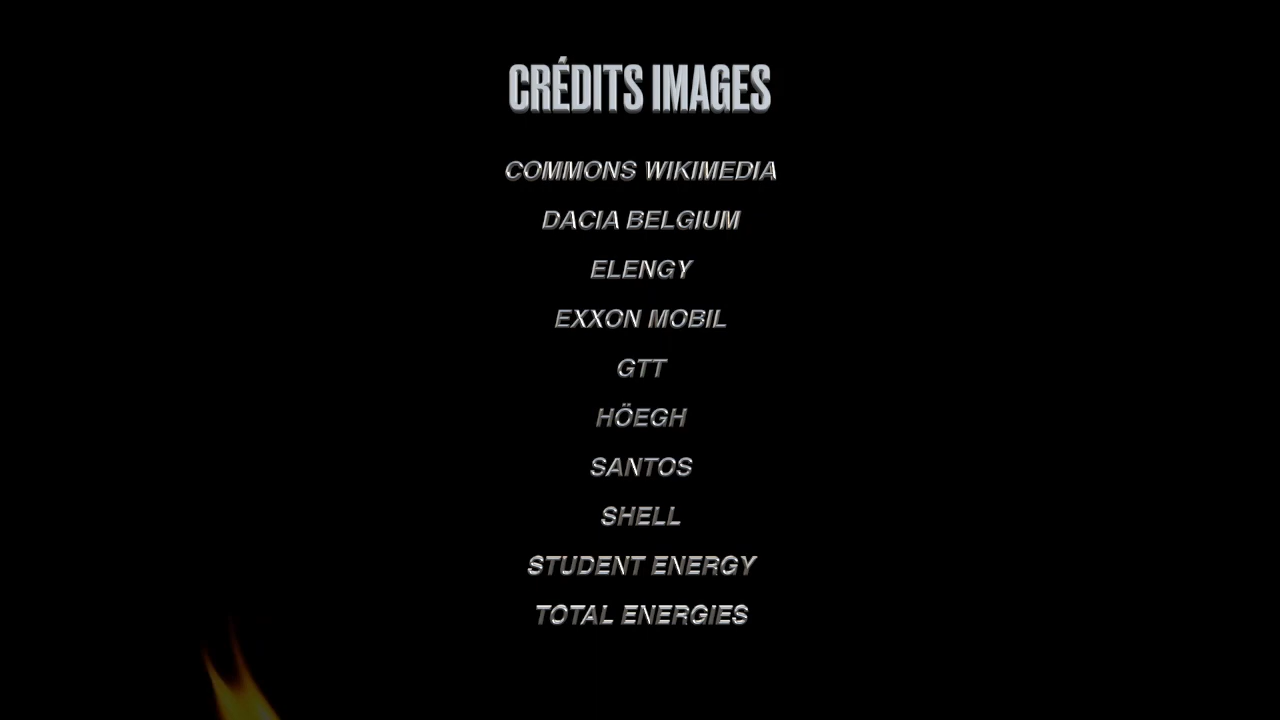 CRÉDITS IMAGES
COMMONS WIKIMEDIA
DACIA BELGIUM
ELENGY
EXXON MOBIL
GTT
HÖEGH
SANTOS
SHELL
STUDENT ENERGY
TOTAL ENERGIES